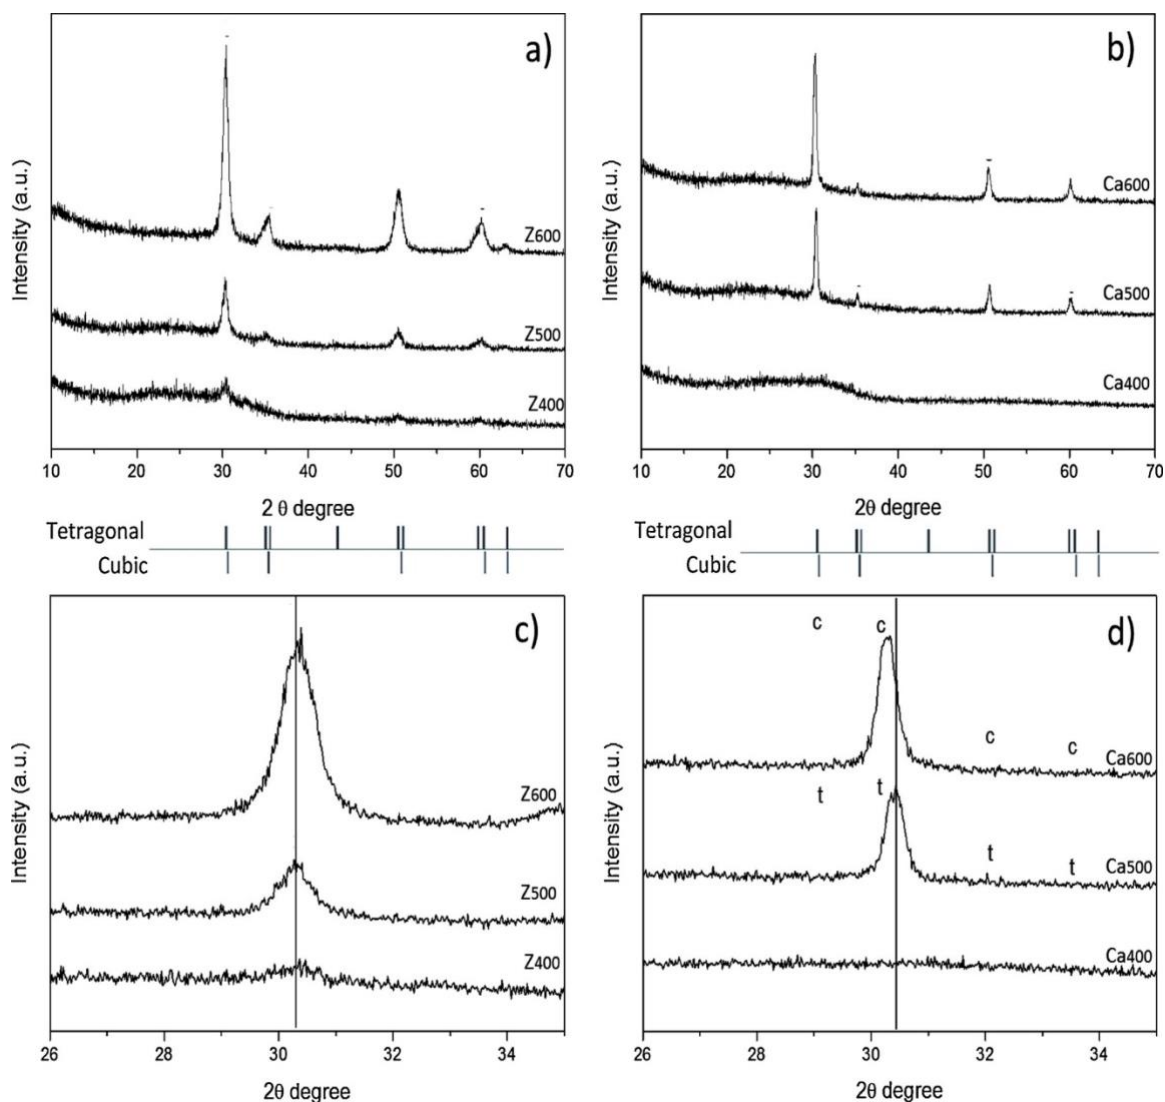 a)
Intensity (a.u.)
Z600
Z500
Z400
10 20 30 40 50 60 70
2 θ degree
b)
Intensity (a.u.)
Ca600
Ca500
Ca400
10 20 30 40 50 60 70
2θ degree
Tetragonal
Cubic
Tetragonal
Cubic
c)
Intensity (a.u.)
Z600
Z500
Z400
26 28 30 32 34
2θ degree
d)
Intensity (a.u.)
c c
c c
Ca600
t t
t t
Ca500
Ca400
26 28 30 32 34
2θ degree